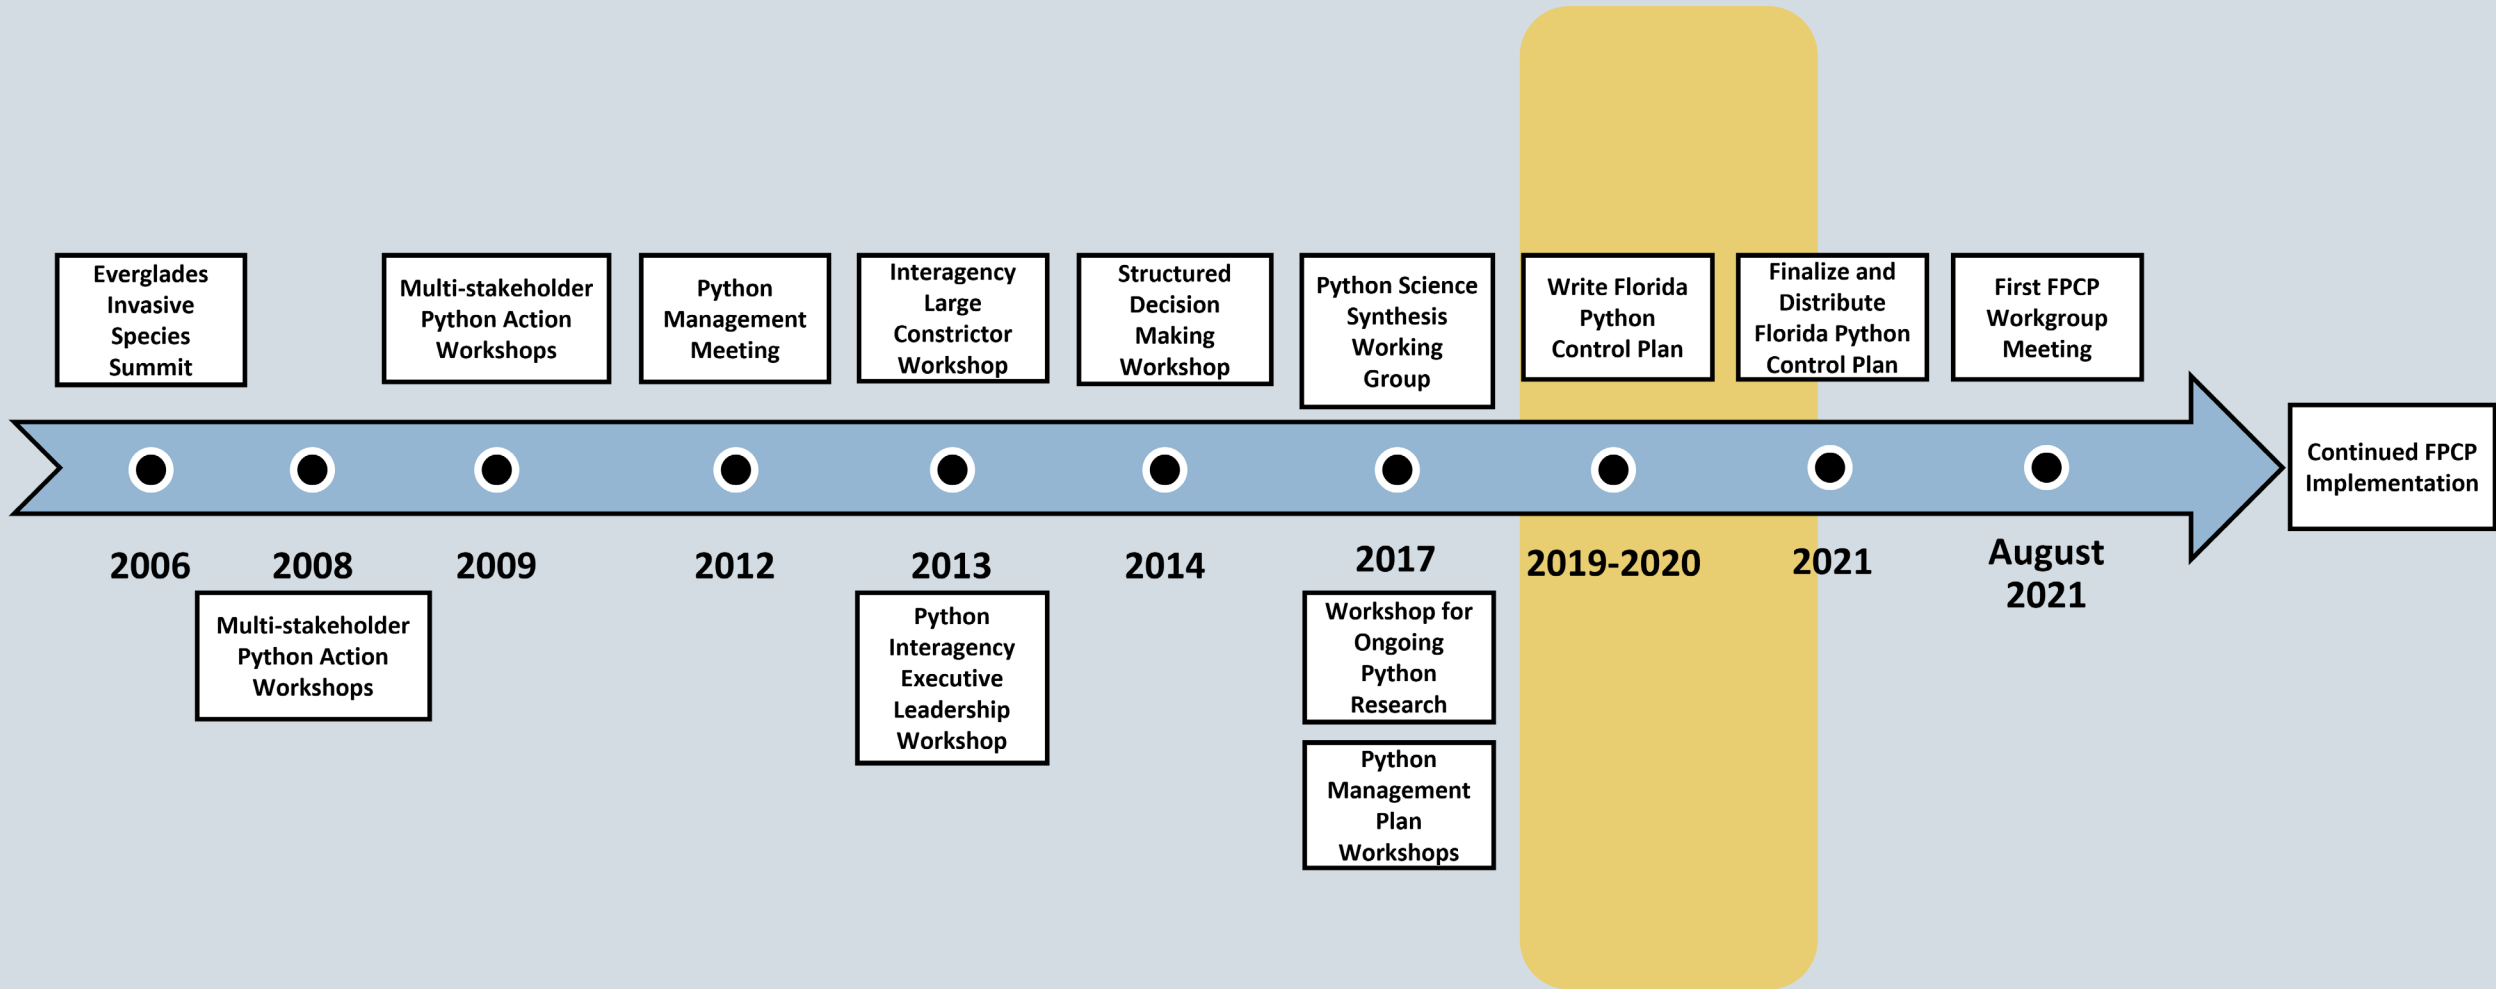 Everglades
Invasive
Species
Summit
Multi-stakeholder
Python Action
Workshops
Python
Management
Meeting
Interagency
Large
Constrictor
Workshop
Structured
Decision
Making
Workshop
Python Science
Synthesis
Working
Group
Write Florida
Python
Control Plan
Finalize and
Distribute
Florida Python
Control Plan
First FPCP
Workgroup
Meeting
Continued FPCP
Implementation
2006
2008
2009
2012
2013
2014
2017
2019-2020
2021
August
2021
Multi-stakeholder
Python Action
Workshops
Python
Interagency
Executive
Leadership
Workshop
Workshop for
Ongoing
Python
Research
Python
Management
Plan
Workshops